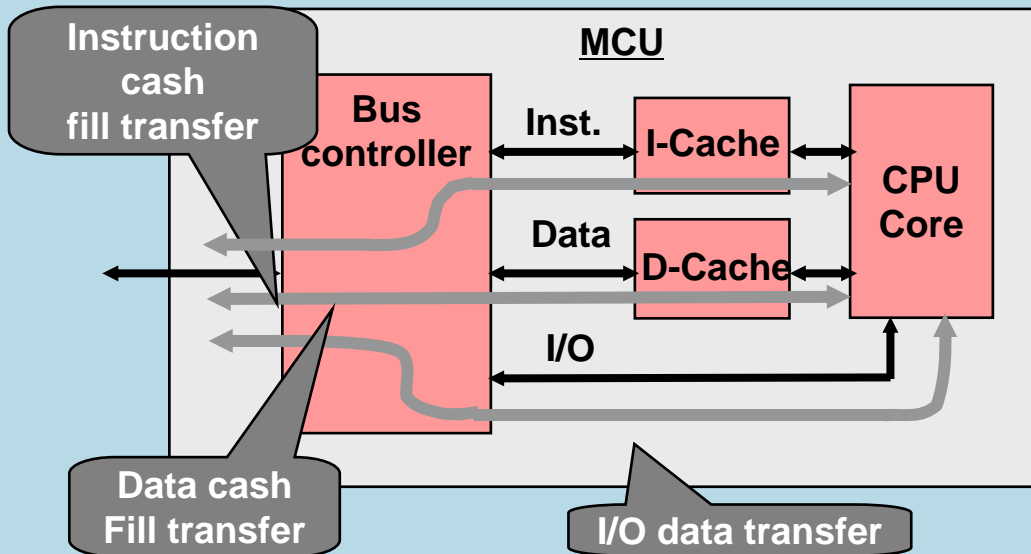 Instruction
cash
fill transfer
MCU
Bus
controller
Inst.
I-Cache
CPU
Core
Data
D-Cache
I/O
Data cash
Fill transfer
I/O data transfer